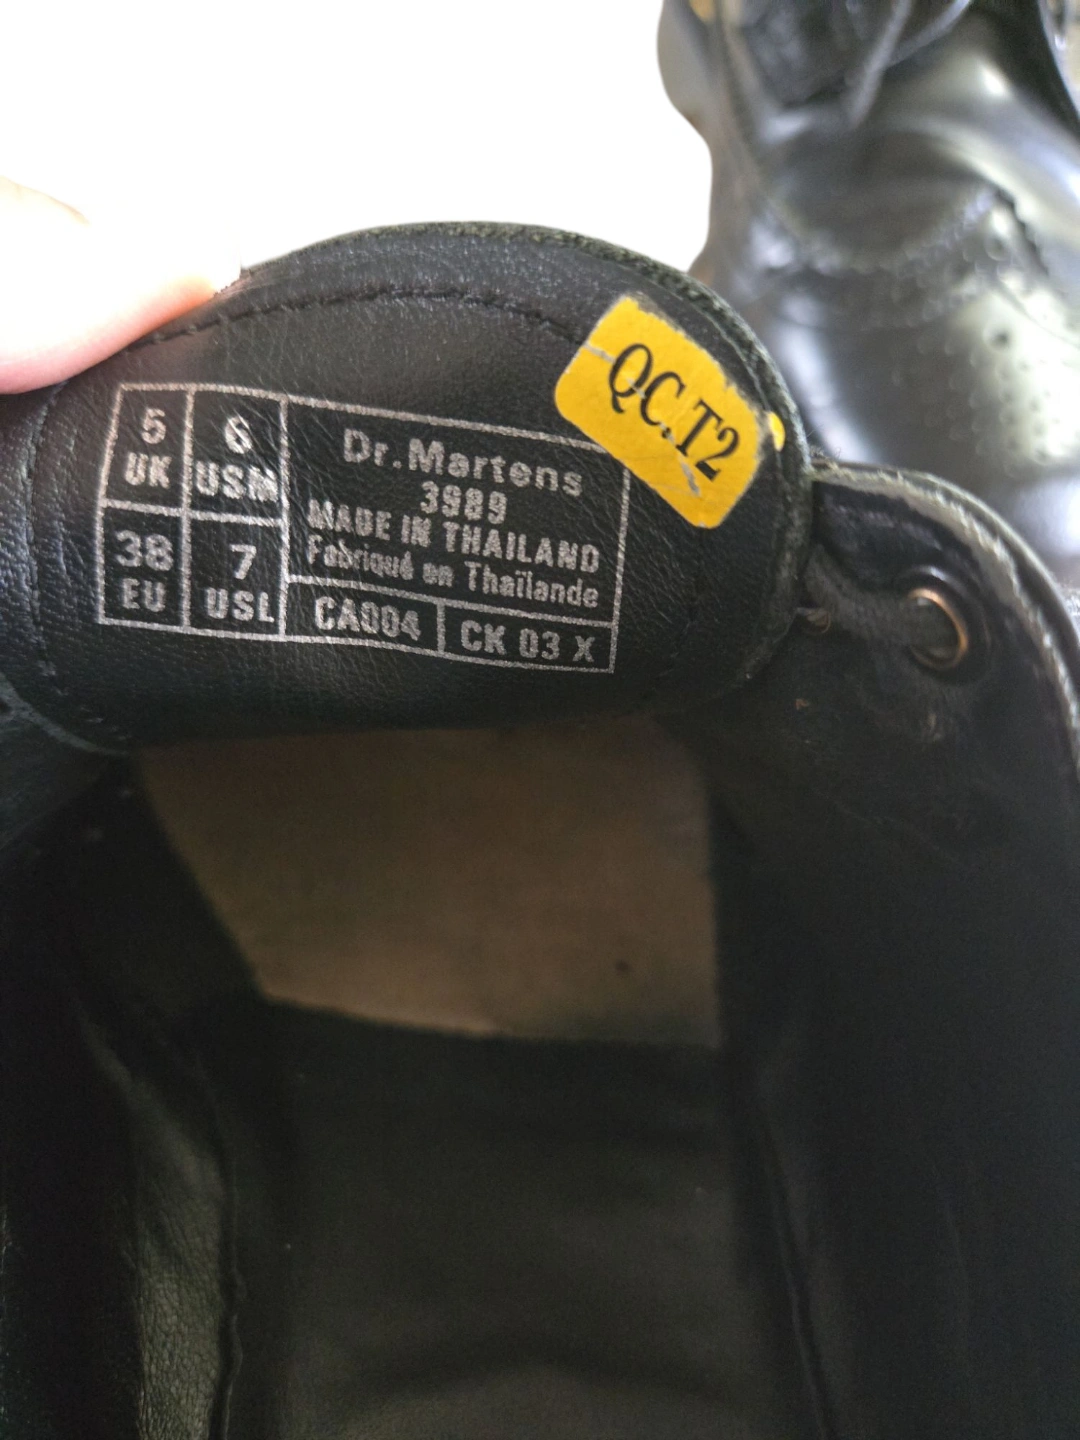 5
UK
6
USM
38
EU
7
USL
Dr.Martens
3989
MADE IN THAILAND
Fabriqué en Thaïlande
CA004
CK 03 X
QC.T2